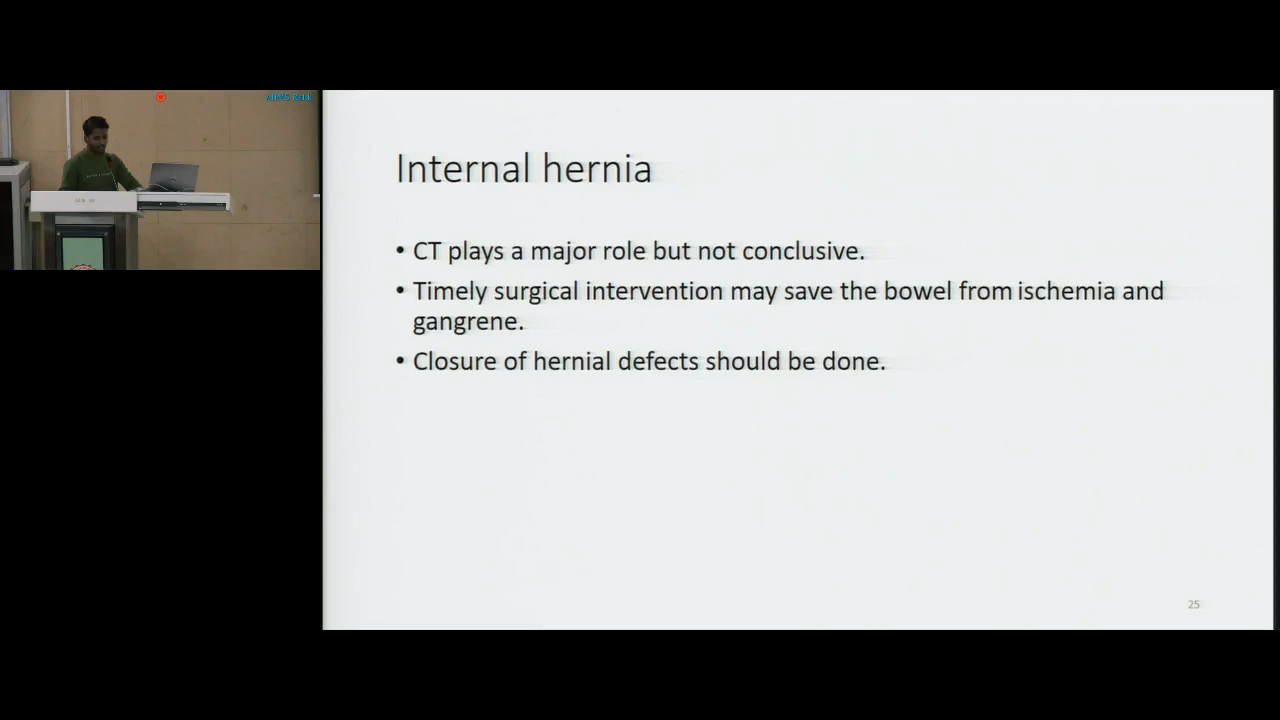 Internal hernia
• CT plays a major role but not conclusive.
• Timely surgical intervention may save the bowel from ischemia and
gangrene.
• Closure of hernial defects should be done.
25